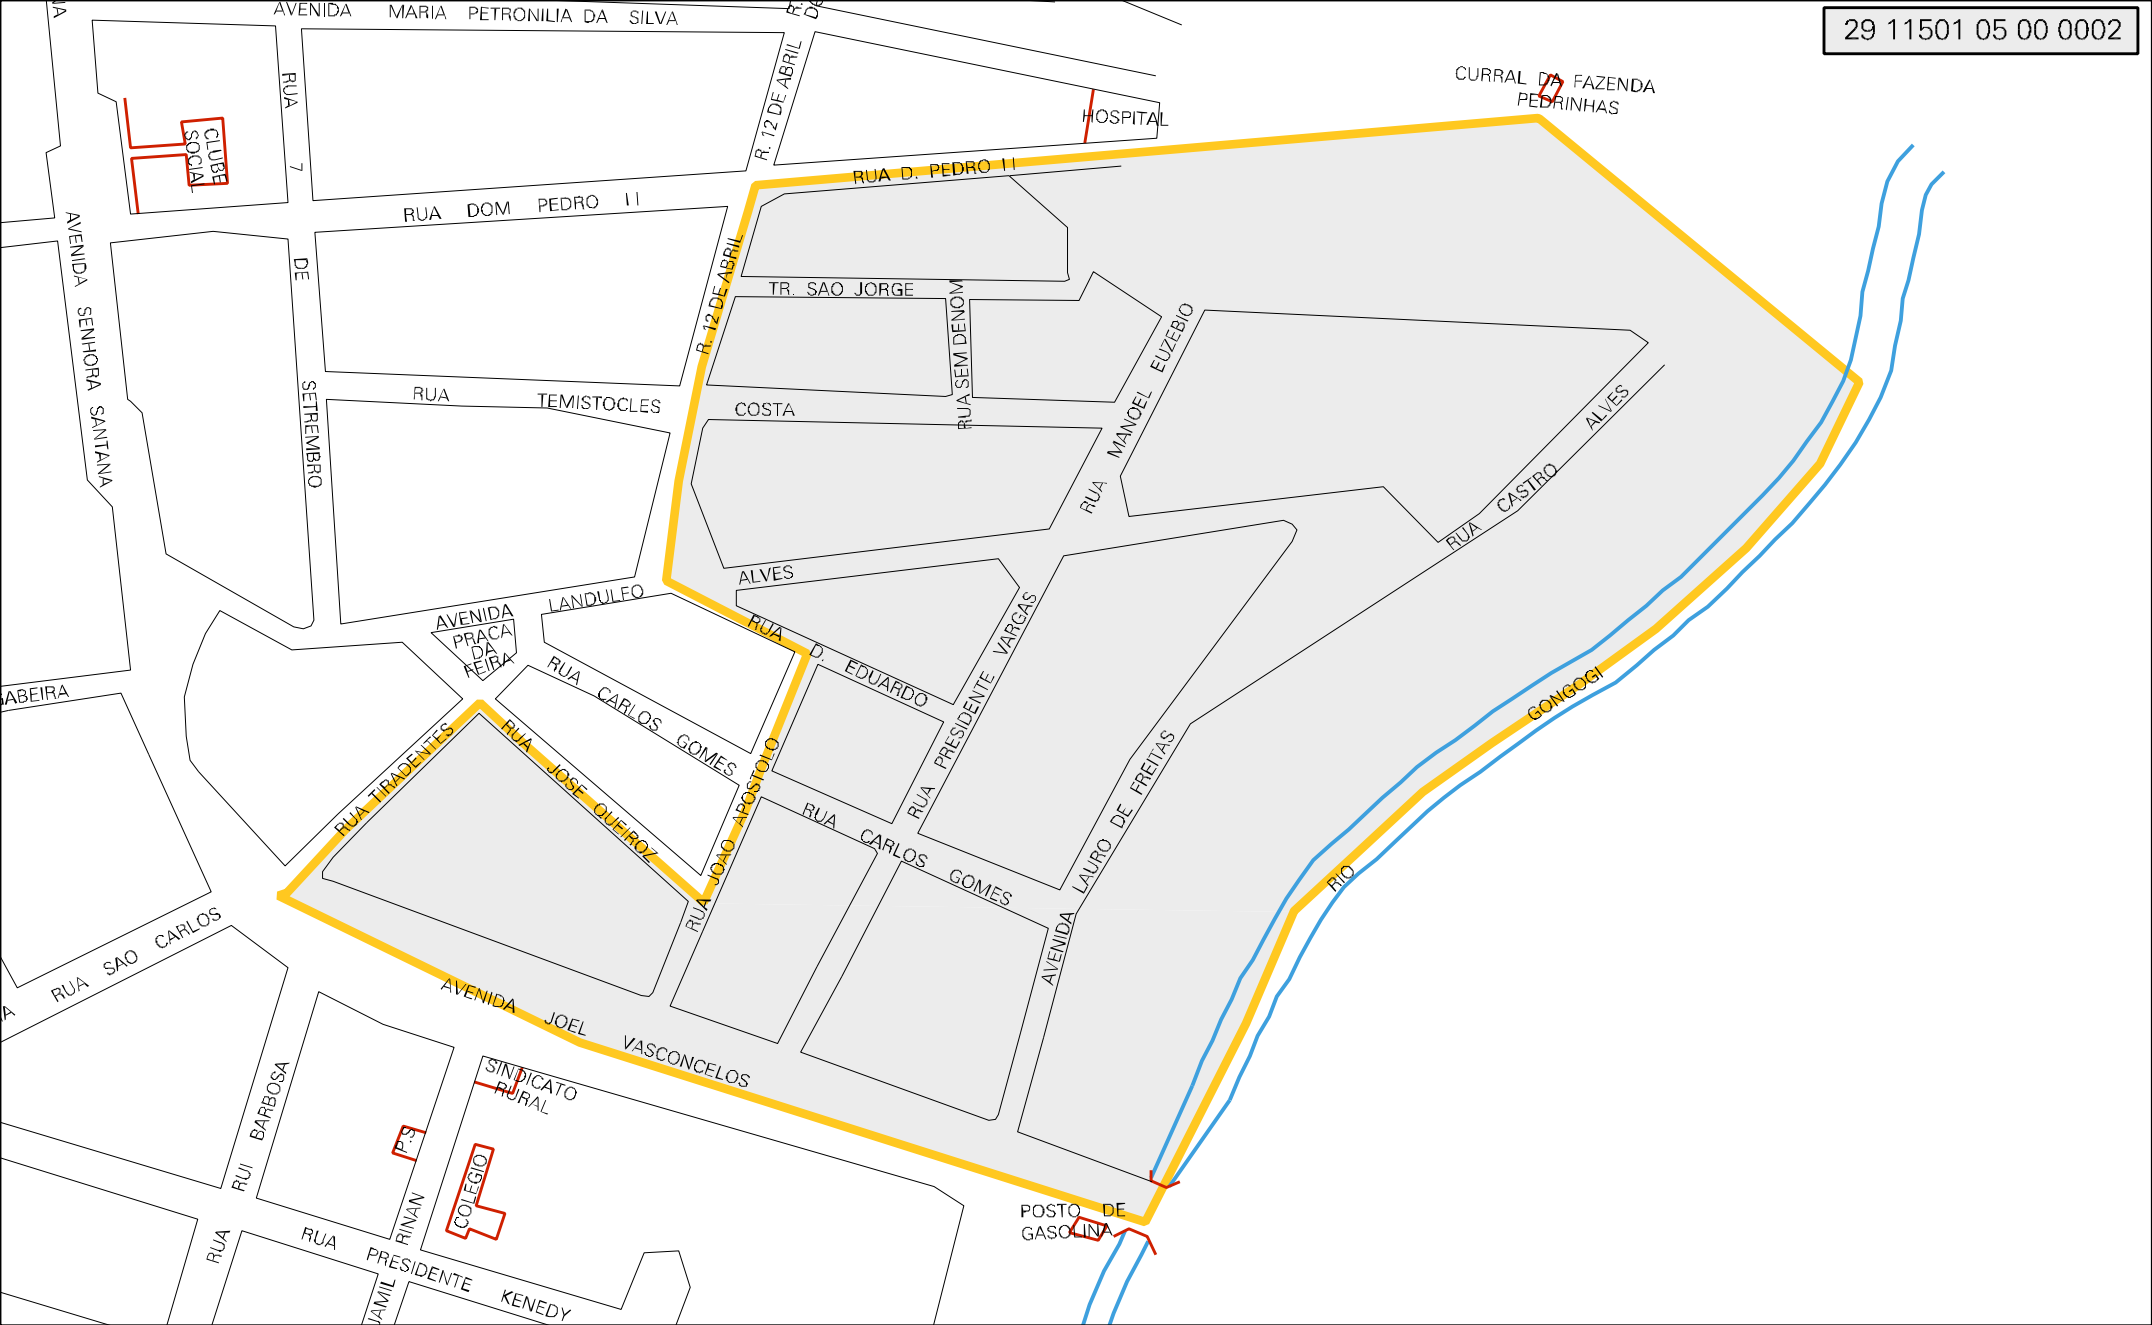 AVENIDA MARIA PETRONILIA DA SILVA
29 11501 05 00 0002
R. 12 DE ABRIL
RUA 7 DE SETREMBRO
CLUBE
SOCIAL
HOSPITAL
CURRAL DA FAZENDA
PEDRINHAS
RUA D. PEDRO II
RUA DOM PEDRO II
AVENIDA SENHORA SANTANA
R. 12 DE ABRIL
TR. SAO JORGE
RUA SEM DENOM
RUA MANOEL EUZEBIO
RUA TEMISTOCLES COSTA
RUA CASTRO ALVES
AVENIDA LANDULFO ALVES
PRACA
DA
FEIRA
RUA D. EDUARDO
RUA PRESIDENTE VARGAS
GABEIRA
RUA CARLOS GOMES
RUA TIRADENTES
RUA JOSE QUEIROZ
RUA JOAO APOSTOLO
RUA CARLOS GOMES
AVENIDA LAURO DE FREITAS
RIO GONGOGI
RUA SAO CARLOS
AVENIDA JOEL VASCONCELOS
SINDICATO
RURAL
RUA RUI BARBOSA
P.S
COLEGIO
JAMIL RINAN
RUA PRESIDENTE KENEDY
POSTO DE
GASOLINA